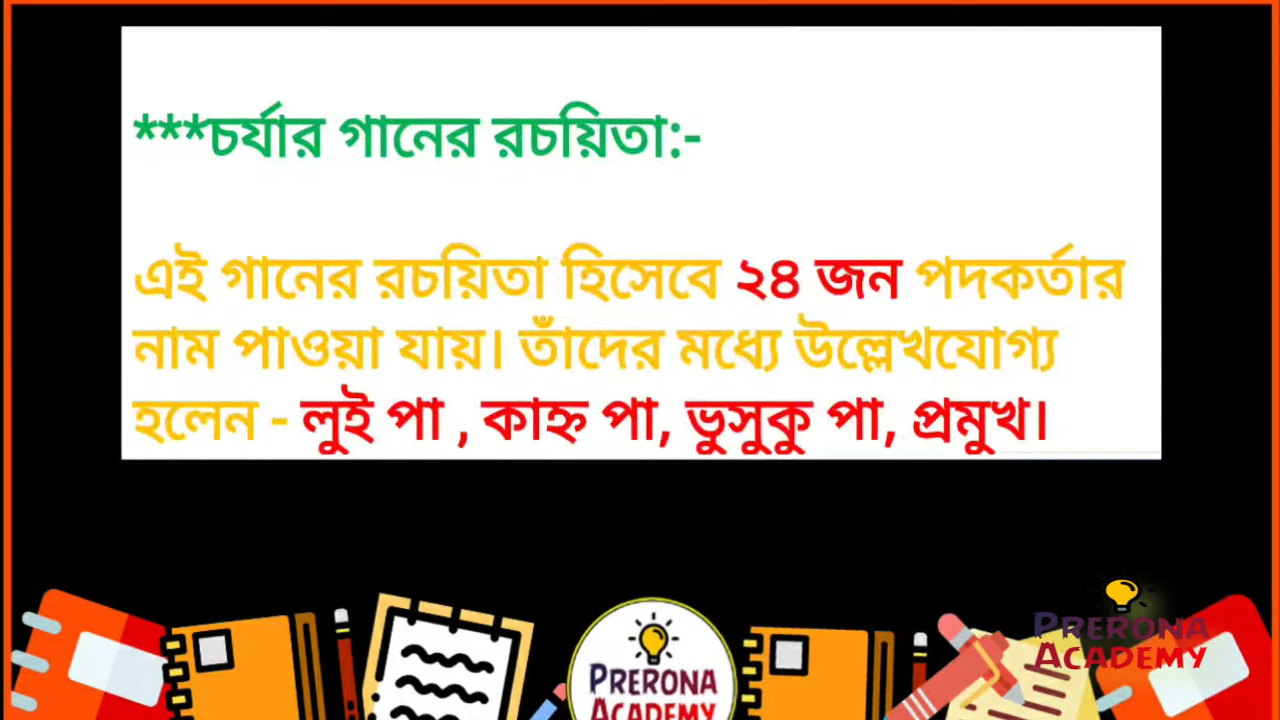 ***চর্যার গানের রচয়িতা:-
এই গানের রচয়িতা হিসেবে ২৪ জন পদকর্তার
নাম পাওয়া যায়। তাঁদের মধ্যে উল্লেখযোগ্য
হলেন - লুই পা , কাহ্ন পা, ভুসুকু পা, প্রমুখ।
PRERONA
ACADEMY
PRERONA
ACADEMY